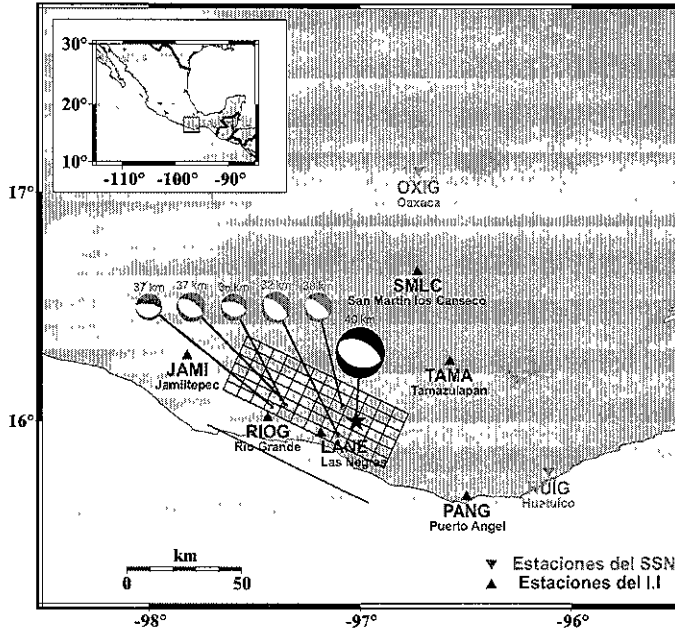 30°
20°
10°
-110° -100° -90°
17°
OXIG
Oaxaca
SMLC
San Martin los Canseco
37 km 37 km 32 km
40 km
JAMI
Jamiltepec
TAMA
Tamazulapan
16°
RIOG
Rio Grande
LANE
Las Negras
PANG
Puerto Angel
Huatulco
km
0 50
Estaciones del SSN
Estaciones del I.I
-98° -97° -96°